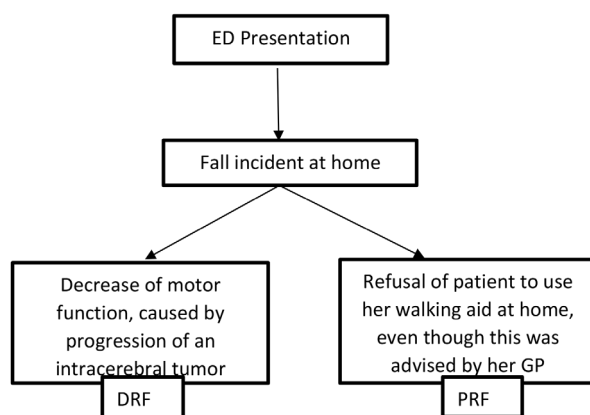 ED Presentation
Fall incident at home
Decrease of motor
function, caused by
progression of an
intracerebral tumor
DRF
Refusal of patient to use
her walking aid at home,
even though this was
advised by her GP
PRF